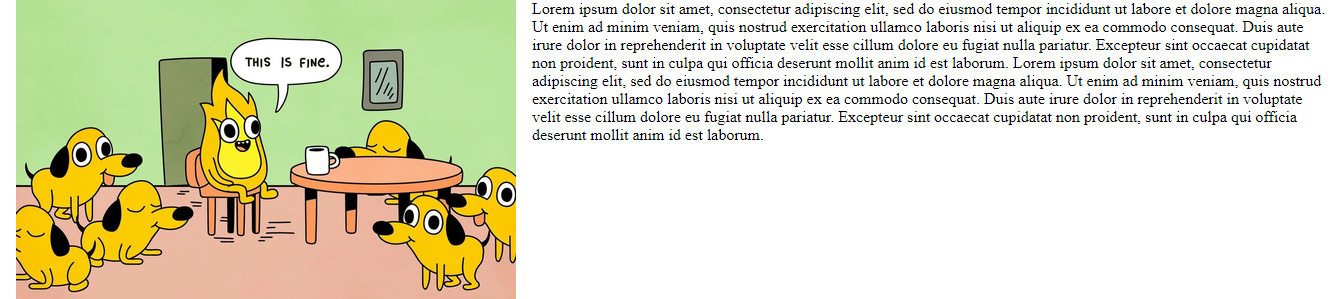 THIS IS FINE.
Lorem ipsum dolor sit amet, consectetur adipiscing elit, sed do eiusmod tempor incididunt ut labore et dolore magna aliqua.
Ut enim ad minim veniam, quis nostrud exercitation ullamco laboris nisi ut aliquip ex ea commodo consequat. Duis aute
irure dolor in reprehenderit in voluptate velit esse cillum dolore eu fugiat nulla pariatur. Excepteur sint occaecat cupidatat
non proident, sunt in culpa qui officia deserunt mollit anim id est laborum. Lorem ipsum dolor sit amet, consectetur
adipiscing elit, sed do eiusmod tempor incididunt ut labore et dolore magna aliqua. Ut enim ad minim veniam, quis nostrud
exercitation ullamco laboris nisi ut aliquip ex ea commodo consequat. Duis aute irure dolor in reprehenderit in voluptate
velit esse cillum dolore eu fugiat nulla pariatur. Excepteur sint occaecat cupidatat non proident, sunt in culpa qui officia
deserunt mollit anim id est laborum.